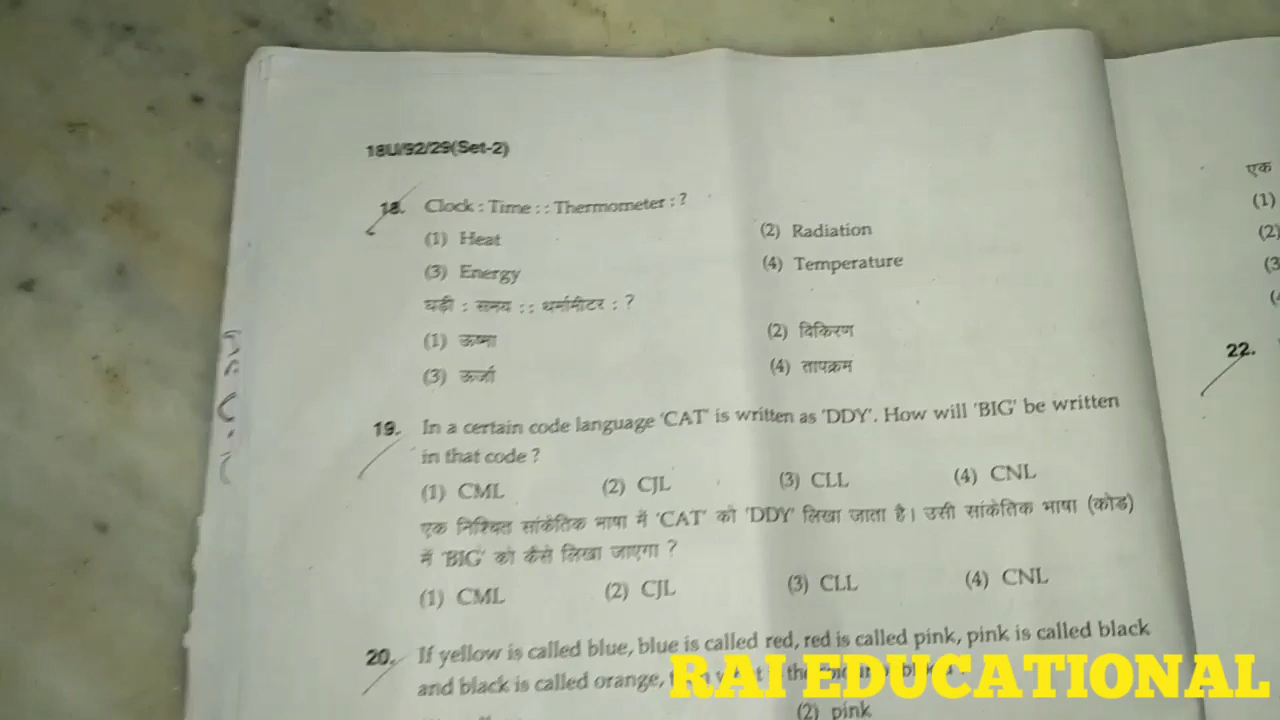 18U/92/29(Set-2)
18. Clock : Time : : Thermometer : ?
(1) Heat (2) Radiation
(3) Energy (4) Temperature
घड़ी : समय : : थर्मामीटर : ?
(1) ऊष्मा (2) विकिरण
(3) ऊर्जा (4) तापक्रम
19. In a certain code language 'CAT' is written as 'DDY'. How will 'BIG' be written
in that code ?
(1) CML (2) CJL (3) CLL (4) CNL
एक निश्चित सांकेतिक भाषा में 'CAT' को 'DDY' लिखा जाता है। उसी सांकेतिक भाषा (कोड)
में 'BIG' को कैसे लिखा जाएगा ?
(1) CML (2) CJL (3) CLL (4) CNL
20. If yellow is called blue, blue is called red, red is called pink, pink is called black
and black is called orange,
(2) pink
एक
(1)
(2)
(3
22.
RAI EDUCATIONAL